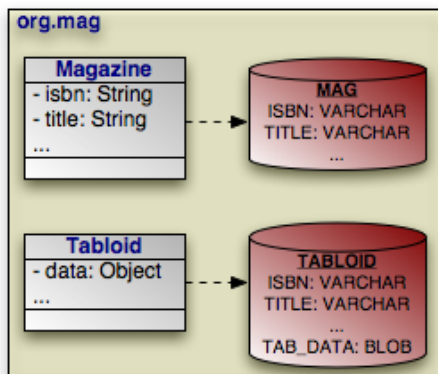 org.mag
Magazine
- isbn: String
- title: String
...
MAG
ISBN: VARCHAR
TITLE: VARCHAR
...
Tabloid
- data: Object
...
TABLOID
ISBN: VARCHAR
TITLE: VARCHAR
...
TAB_DATA: BLOB